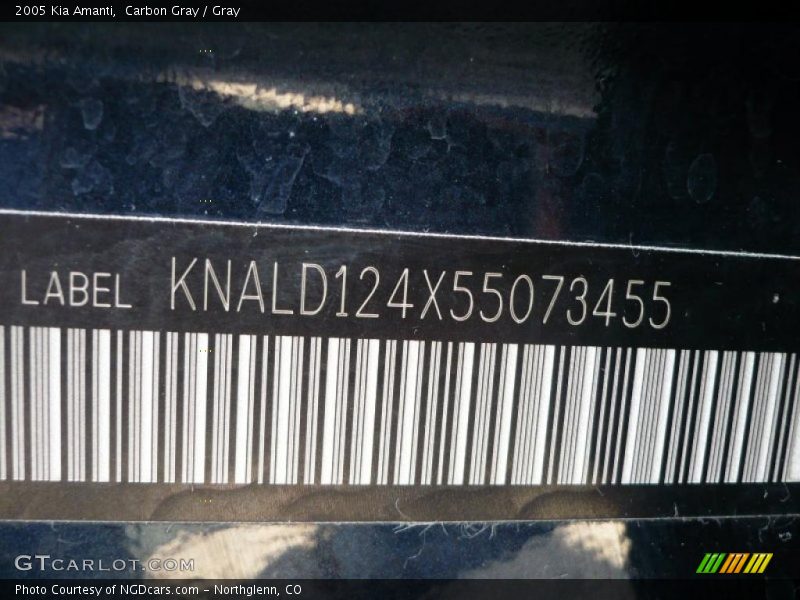 2005 Kia Amanti,  Carbon Gray / Gray
LABEL KNALD124X55073455
GTCARLOT.COM
Photo Courtesy of NGDcars.com – Northglenn, CO